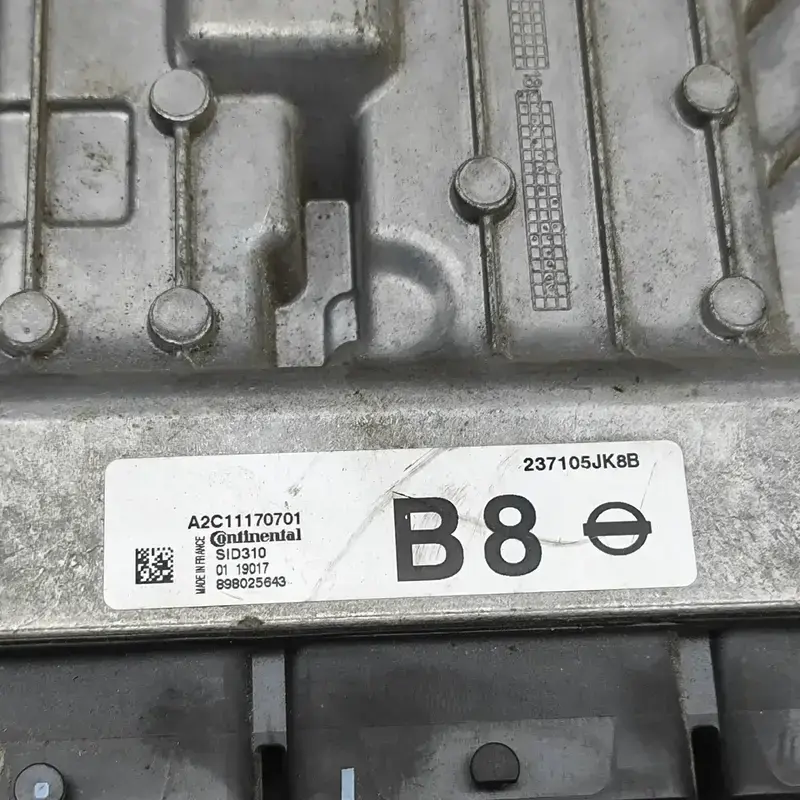 237105JK8B
A2C11170701
Continental
SID310
01 19017
898025643
MADE IN FRANCE
B8